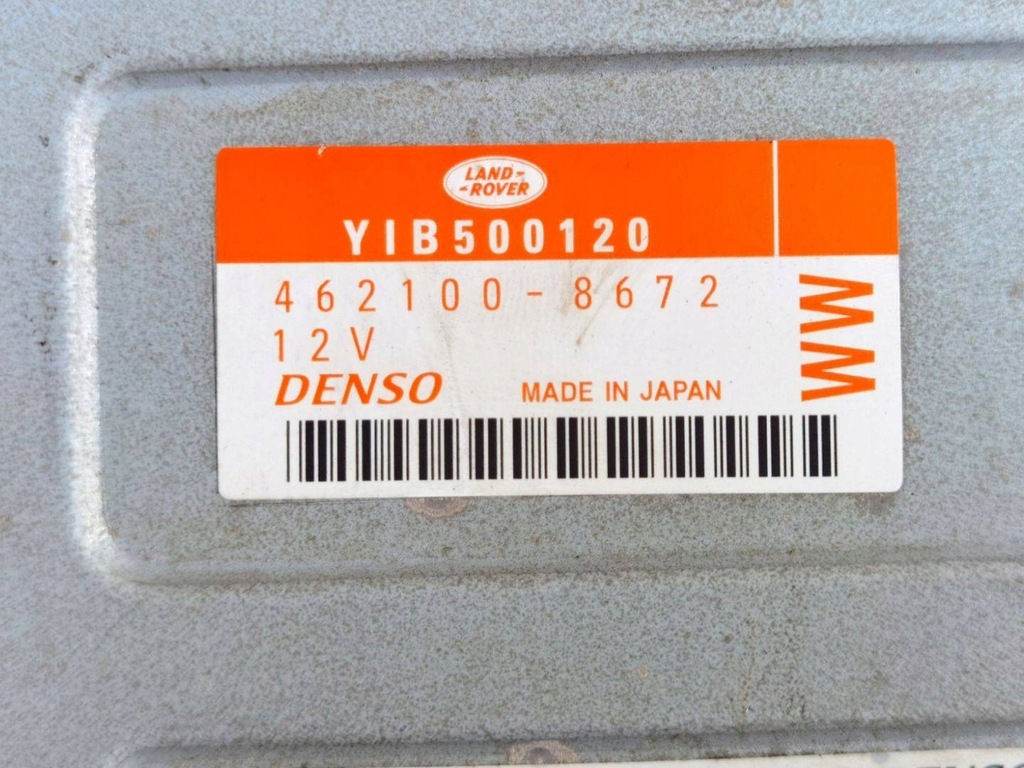 LAND-
-ROVER
YIB500120
462100-8672
12V
DENSO MADE IN JAPAN
WW